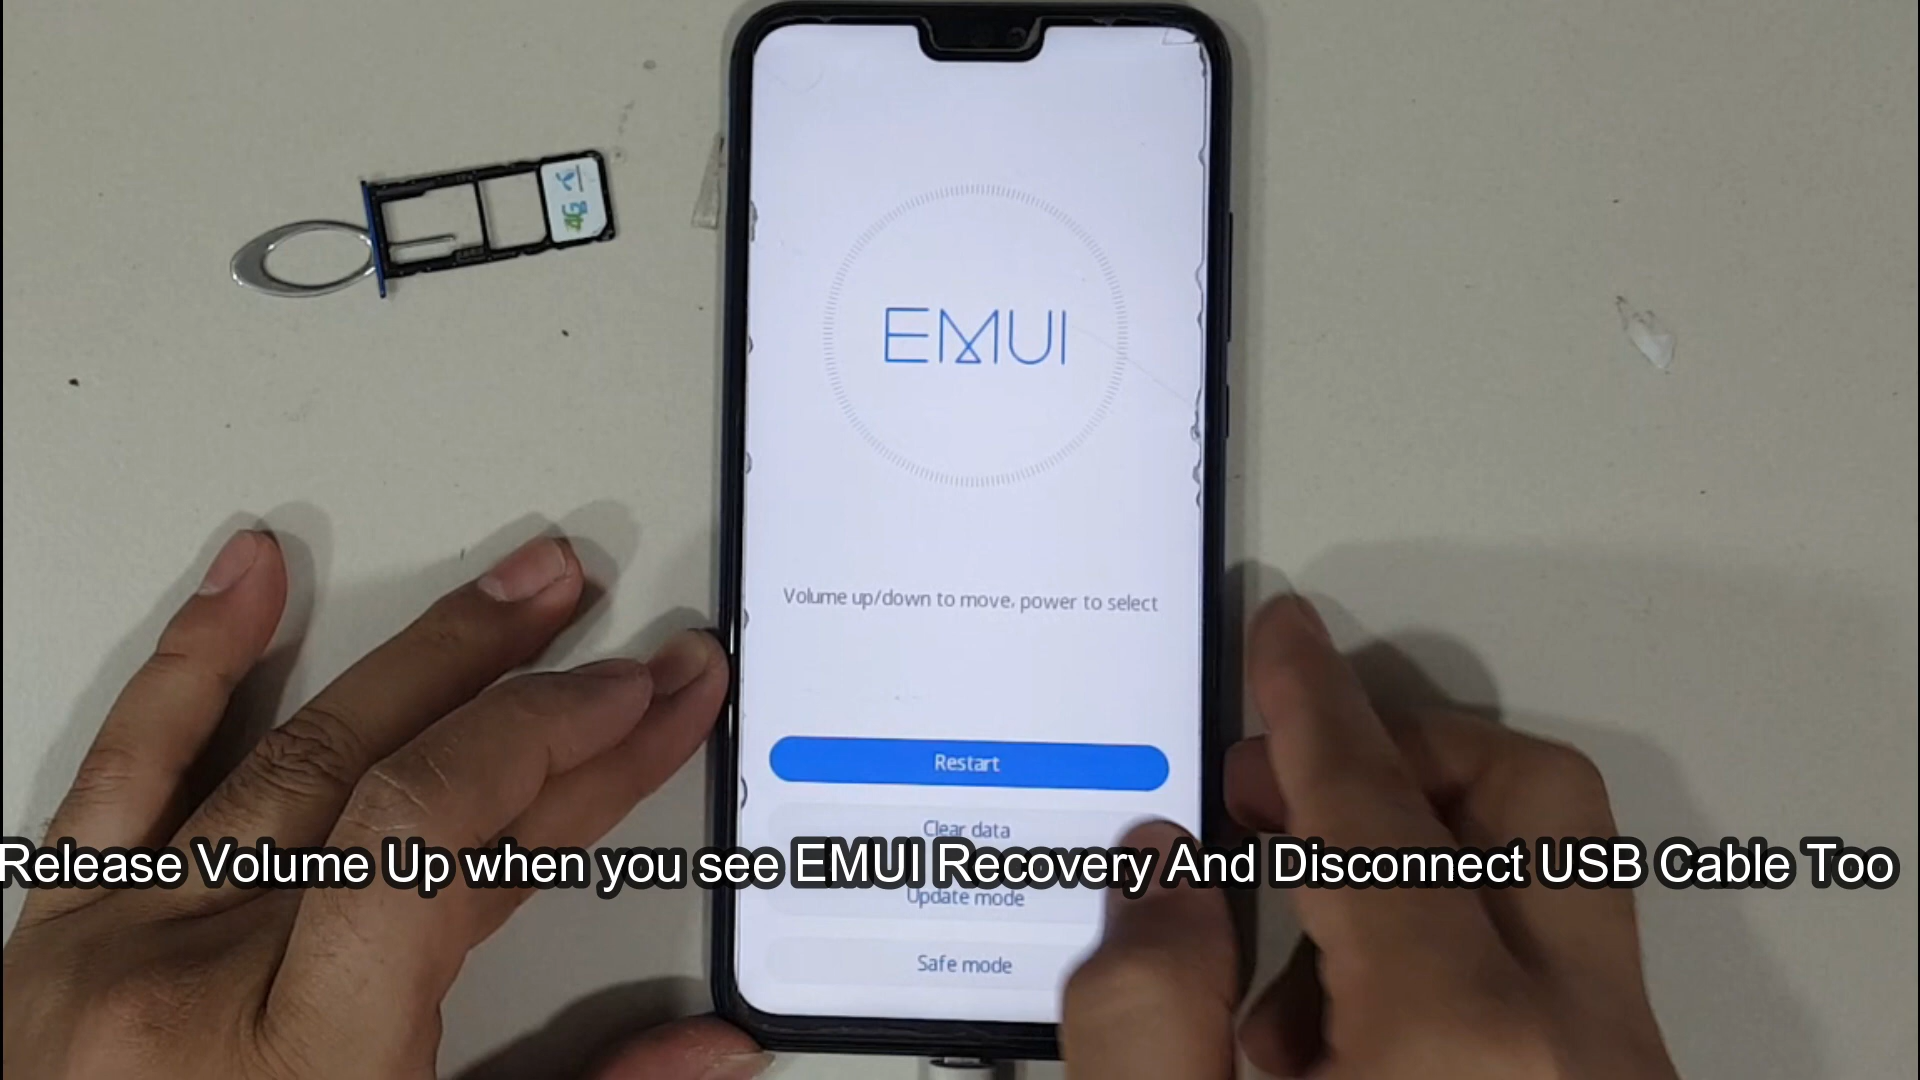 4G
EMUI
Volume up/down to move, power to select
Restart
Clear data
Release Volume Up when you see EMUI Recovery And Disconnect USB Cable Too
Update mode
Safe mode